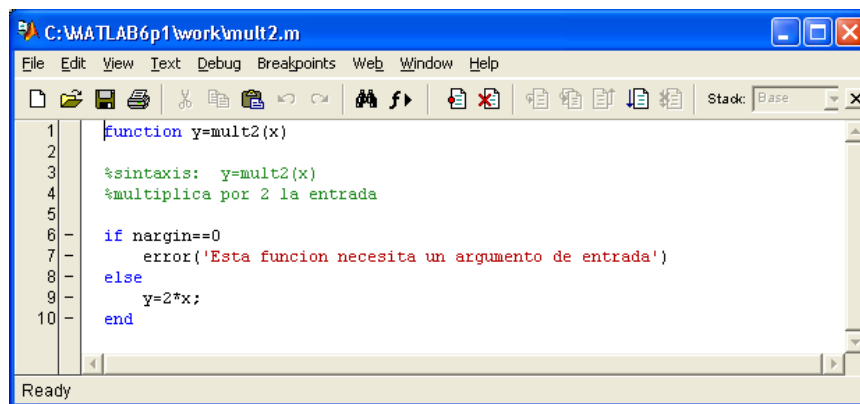 C:\MATLAB6p1\work\mult2.m
File Edit View Text Debug Breakpoints Web Window Help
Stack: Base
1 function y=mult2(x)
2
3 %sintaxis:  y=mult2(x)
4 %multiplica por 2 la entrada
5
6 - if nargin==0
7 - error('Esta funcion necesita un argumento de entrada')
8 - else
9 - y=2*x;
10 - end
Ready